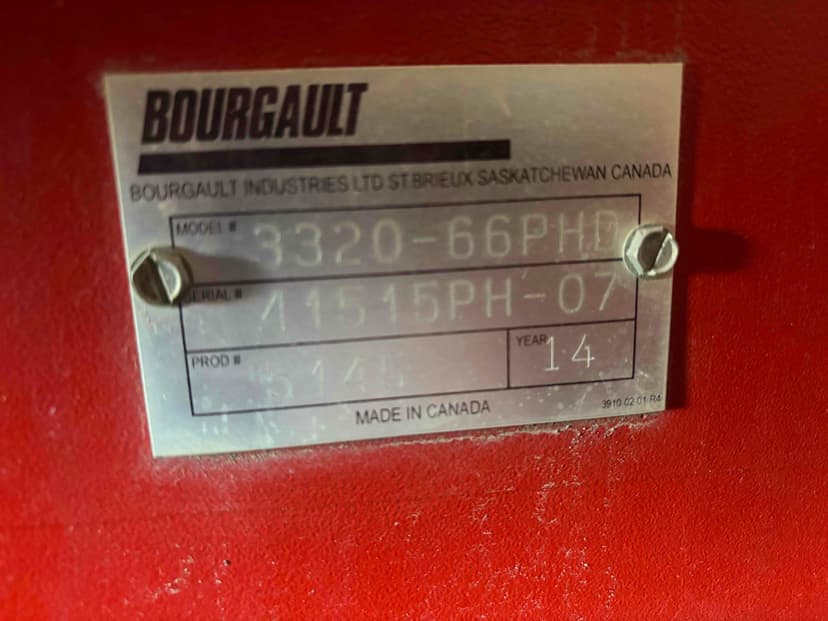 BOURGAULT
BOURGAULT INDUSTRIES LTD ST.BRIEUX SASKATCHEWAN CANADA
MODEL # 3320-66PHD
SERIAL # 41515PH-07
PROD # YEAR 14
MADE IN CANADA
3910-02-01-R4